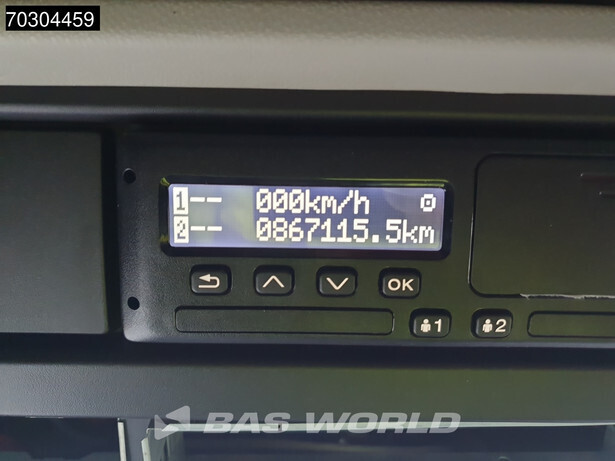 70304459
1 -- 000km/h
2 -- 0867115.5km
OK
1 2
BAS WORLD